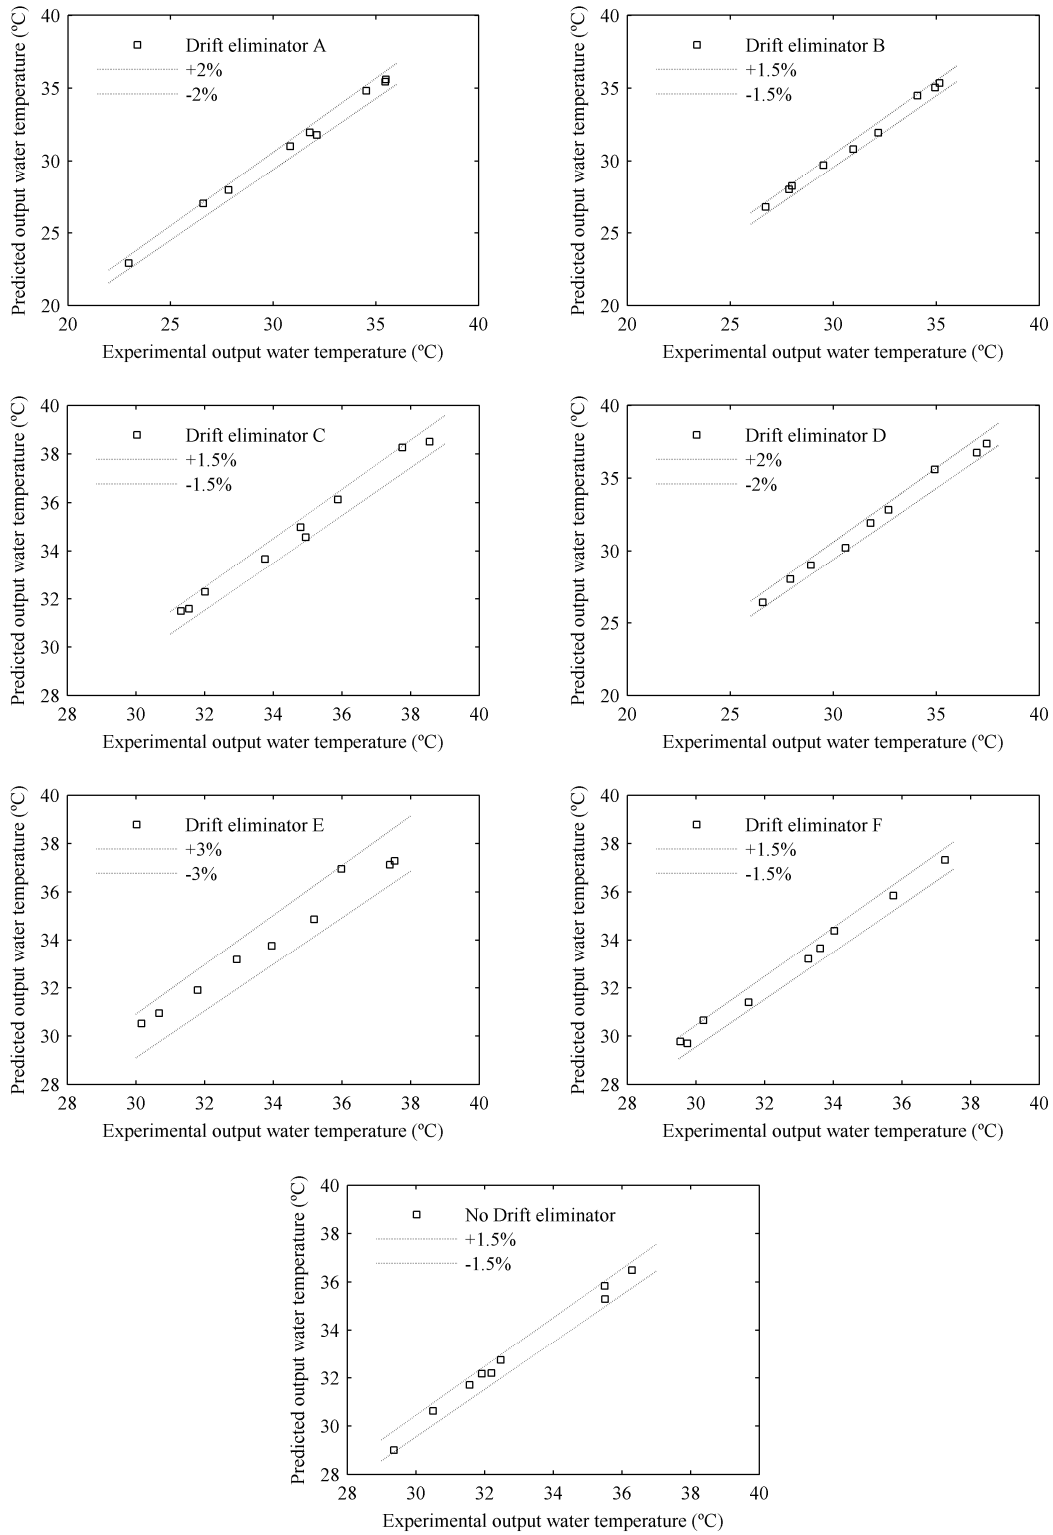 Predicted output water temperature (ºC)
40
35
30
25
20
Drift eliminator A
+2%
-2%
20 25 30 35 40
Experimental output water temperature (ºC)
Predicted output water temperature (ºC)
40
35
30
25
20
Drift eliminator B
+1.5%
-1.5%
20 25 30 35 40
Experimental output water temperature (ºC)
Predicted output water temperature (ºC)
40
38
36
34
32
30
28
Drift eliminator C
+1.5%
-1.5%
28 30 32 34 36 38 40
Experimental output water temperature (ºC)
Predicted output water temperature (ºC)
40
35
30
25
20
Drift eliminator D
+2%
-2%
20 25 30 35 40
Experimental output water temperature (ºC)
Predicted output water temperature (ºC)
40
38
36
34
32
30
28
Drift eliminator E
+3%
-3%
28 30 32 34 36 38 40
Experimental output water temperature (ºC)
Predicted output water temperature (ºC)
40
38
36
34
32
30
28
Drift eliminator F
+1.5%
-1.5%
28 30 32 34 36 38 40
Experimental output water temperature (ºC)
Predicted output water temperature (ºC)
40
38
36
34
32
30
28
No Drift eliminator
+1.5%
-1.5%
28 30 32 34 36 38 40
Experimental output water temperature (ºC)